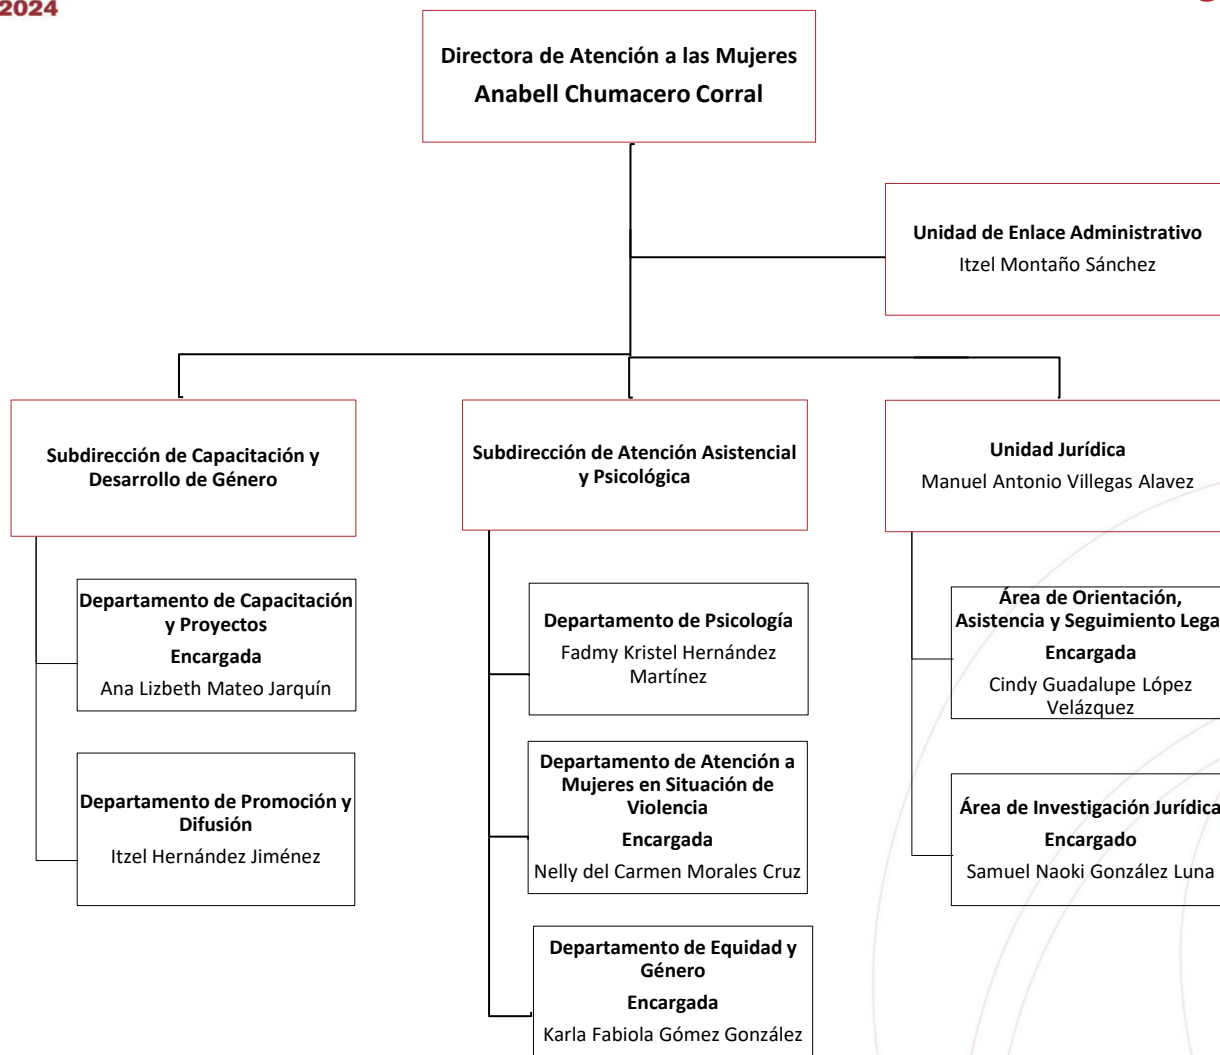 2024
Directora de Atención a las Mujeres
Anabell Chumacero Corral
Unidad de Enlace Administrativo
Itzel Montaño Sánchez
Subdirección de Capacitación y
Desarrollo de Género
Departamento de Capacitación
y Proyectos
Encargada
Ana Lizbeth Mateo Jarquín
Departamento de Promoción y
Difusión
Itzel Hernández Jiménez
Subdirección de Atención Asistencial
y Psicológica
Departamento de Psicología
Fadmy Kristel Hernández
Martínez
Departamento de Atención a
Mujeres en Situación de
Violencia
Encargada
Nelly del Carmen Morales Cruz
Departamento de Equidad y
Género
Encargada
Karla Fabiola Gómez González
Unidad Jurídica
Manuel Antonio Villegas Alavez
Área de Orientación,
Asistencia y Seguimiento Lega
Encargada
Cindy Guadalupe López
Velázquez
Área de Investigación Jurídica
Encargado
Samuel Naoki González Luna